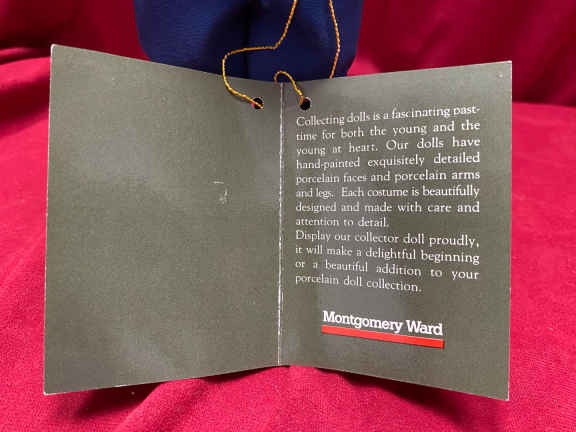 Collecting dolls is a fascinating past-
time for both the young and the
young at heart. Our dolls have
hand-painted exquisitely detailed
porcelain faces and porcelain arms
and legs. Each costume is beautifully
designed and made with care and
attention to detail.
Display our collector doll proudly,
it will make a delightful beginning
or a beautiful addition to your
porcelain doll collection.
Montgomery Ward